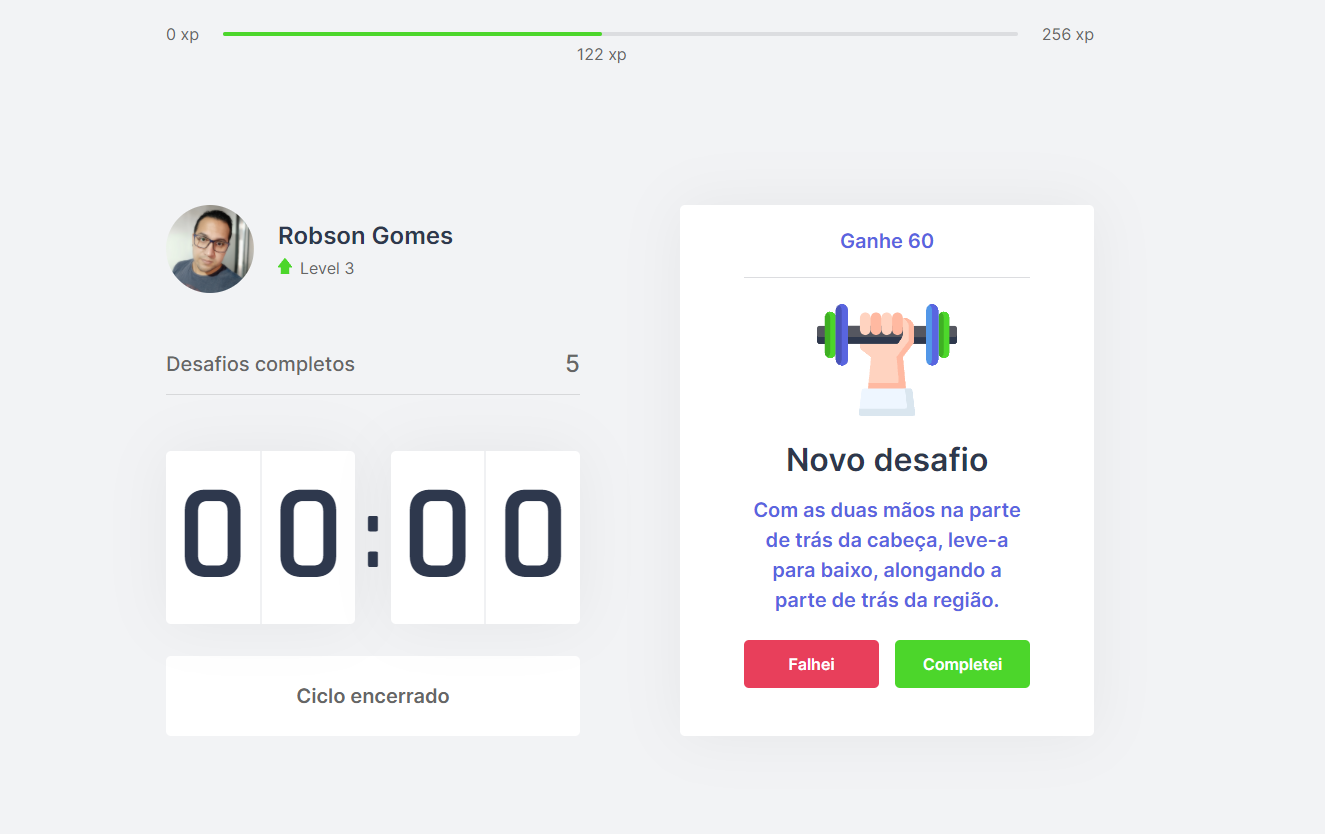 0 xp
256 xp
122 xp
Robson Gomes
Level 3
Desafios completos
5
00:00
Ciclo encerrado
Ganhe 60
Novo desafio
Com as duas mãos na parte
de trás da cabeça, leve-a
para baixo, alongando a
parte de trás da região.
Falhei
Completei